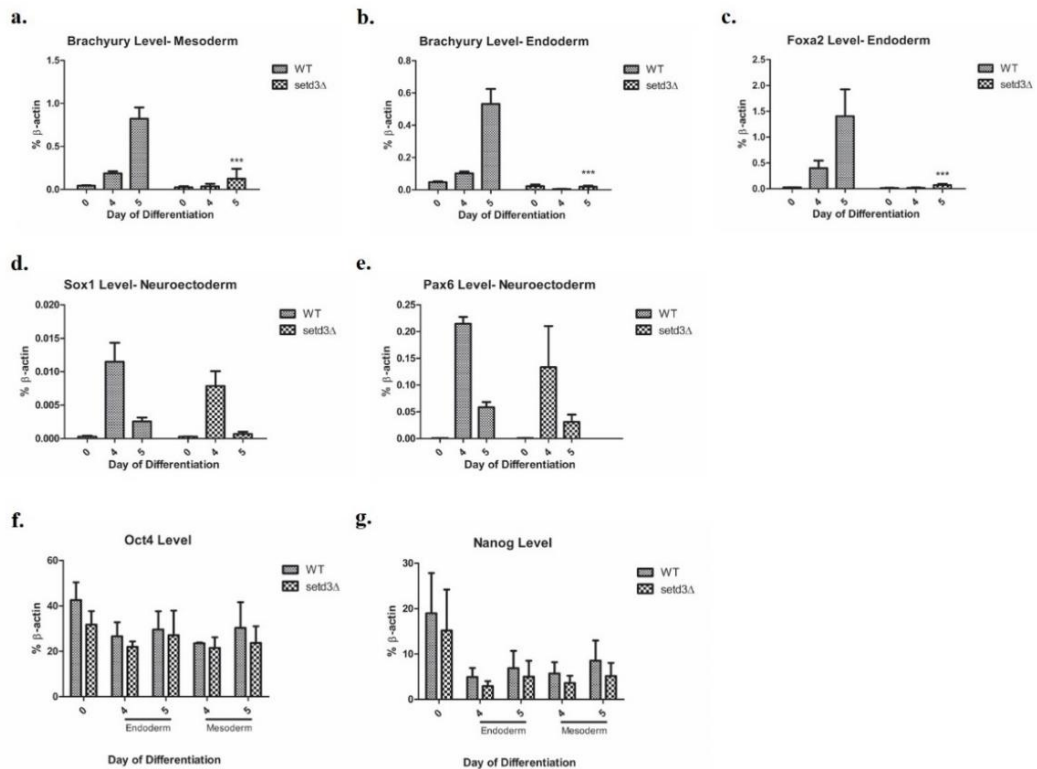 a.
Brachyury Level- Mesoderm
% β-actin
1.5
1.0
0.5
0.0
0
4
5
0
4
5
***
Day of Differentiation
WT
setd3Δ
b.
Brachyury Level- Endoderm
% β-actin
0.8
0.6
0.4
0.2
0.0
0
4
5
0
4
5
***
Day of Differentiation
WT
setd3Δ
c.
Foxa2 Level- Endoderm
% β-actin
2.5
2.0
1.5
1.0
0.5
0.0
0
4
5
0
4
5
***
Day of Differentiation
WT
setd3Δ
d.
Sox1 Level- Neuroectoderm
% β-actin
0.020
0.015
0.010
0.005
0.000
0
4
5
0
4
5
Day of Differentiation
WT
setd3Δ
e.
Pax6 Level- Neuroectoderm
% β-actin
0.25
0.20
0.15
0.10
0.05
0.00
0
4
5
0
4
5
Day of Differentiation
WT
setd3Δ
f.
Oct4 Level
% β-actin
60
40
20
0
0
4
5
4
5
Endoderm
Mesoderm
Day of Differentiation
WT
setd3Δ
g.
Nanog Level
% β-actin
30
20
10
0
0
4
5
4
5
Endoderm
Mesoderm
Day of Differentiation
WT
setd3Δ